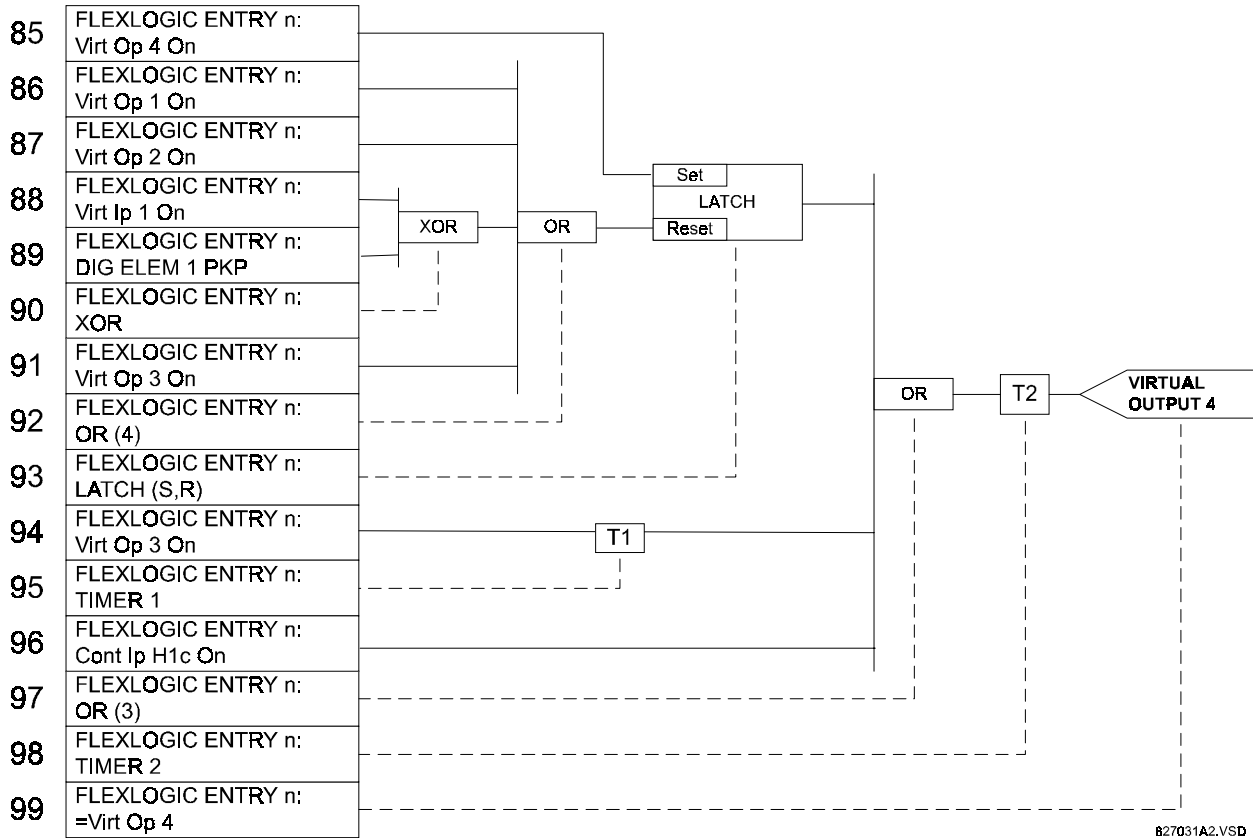 85
FLEXLOGIC ENTRY n:
Virt Op 4 On
86
FLEXLOGIC ENTRY n:
Virt Op 1 On
87
FLEXLOGIC ENTRY n:
Virt Op 2 On
88
FLEXLOGIC ENTRY n:
Virt Ip 1 On
89
FLEXLOGIC ENTRY n:
DIG ELEM 1 PKP
90
FLEXLOGIC ENTRY n:
XOR
91
FLEXLOGIC ENTRY n:
Virt Op 3 On
92
FLEXLOGIC ENTRY n:
OR (4)
93
FLEXLOGIC ENTRY n:
LATCH (S,R)
94
FLEXLOGIC ENTRY n:
Virt Op 3 On
95
FLEXLOGIC ENTRY n:
TIMER 1
96
FLEXLOGIC ENTRY n:
Cont Ip H1c On
97
FLEXLOGIC ENTRY n:
OR (3)
98
FLEXLOGIC ENTRY n:
TIMER 2
99
FLEXLOGIC ENTRY n:
=Virt Op 4
XOR
OR
Set
LATCH
Reset
T1
OR
T2
VIRTUAL
OUTPUT 4
827031A2.VSD